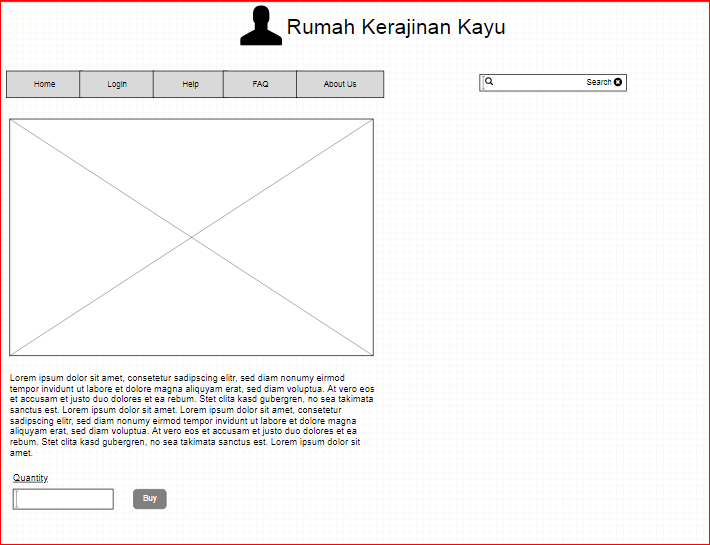 Rumah Kerajinan Kayu
Home Login Help FAQ About Us
Search
Lorem ipsum dolor sit amet, consetetur sadipscing elitr, sed diam nonumy eirmod
tempor invidunt ut labore et dolore magna aliquyam erat, sed diam voluptua. At vero eos
et accusam et justo duo dolores et ea rebum. Stet clita kasd gubergren, no sea takimata
sanctus est. Lorem ipsum dolor sit amet. Lorem ipsum dolor sit amet, consetetur
sadipscing elitr, sed diam nonumy eirmod tempor invidunt ut labore et dolore magna
aliquyam erat, sed diam voluptua. At vero eos et accusam et justo duo dolores et ea
rebum. Stet clita kasd gubergren, no sea takimata sanctus est. Lorem ipsum dolor sit
amet.
Quantity
Buy